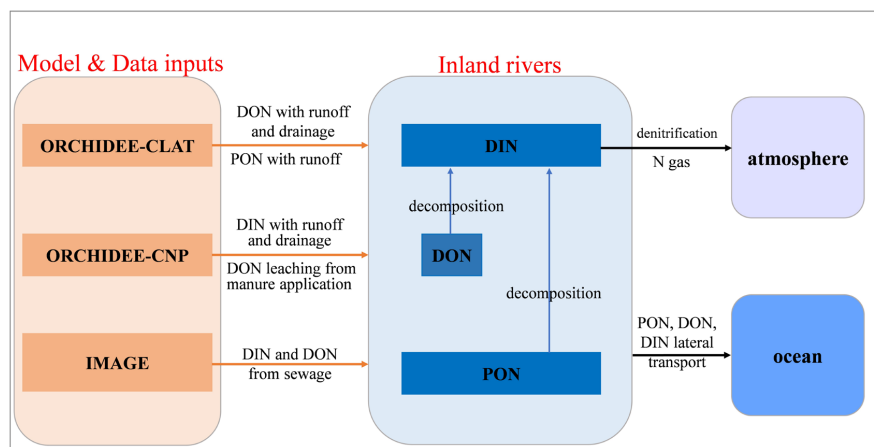 Model & Data inputs
Inland rivers
ORCHIDEE-CLAT
DON with runoff
and drainage
PON with runoff
DIN
denitrification
N gas
atmosphere
decomposition
ORCHIDEE-CNP
DIN with runoff
and drainage
DON leaching from
manure application
DON
decomposition
IMAGE
DIN and DON
from sewage
PON
PON, DON,
DIN lateral
transport
ocean